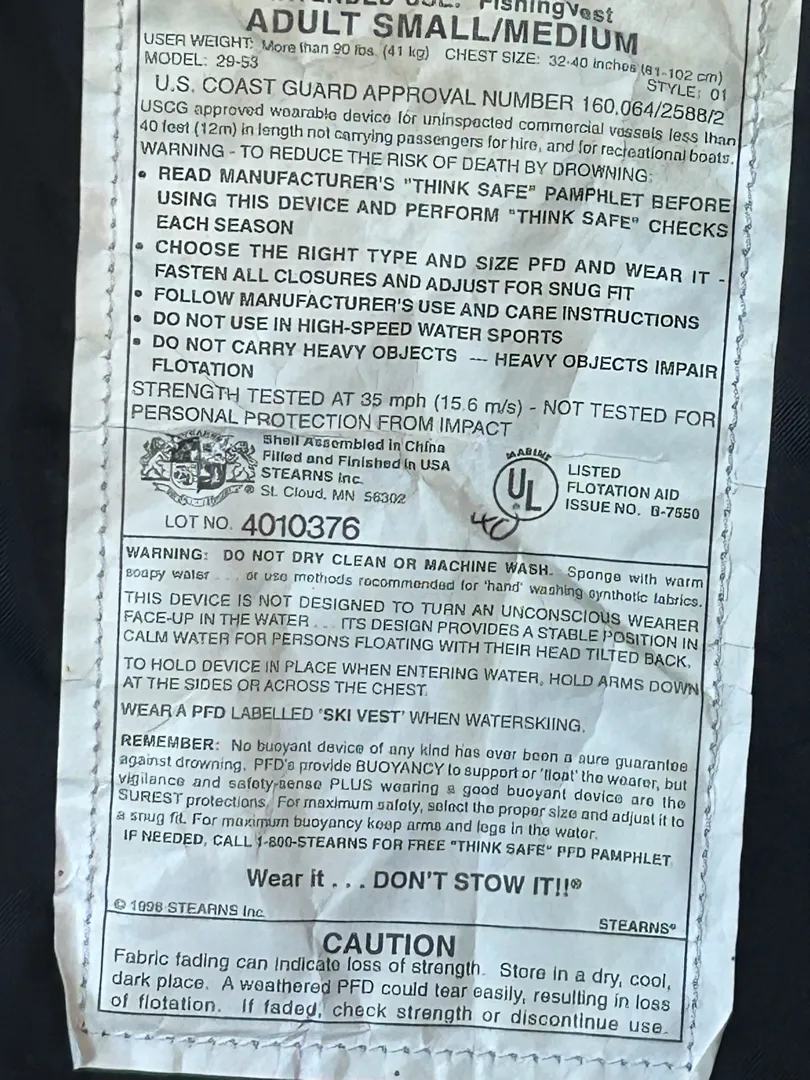 INTENDED USE: FishingVest
ADULT SMALL/MEDIUM
USER WEIGHT: More than 90 lbs. (41 kg) CHEST SIZE: 32-40 inches (81-102 cm)
MODEL: 29-53 STYLE: 01
U.S. COAST GUARD APPROVAL NUMBER 160.064/2588/2
USCG approved wearable device for uninspected commercial vessels less than
40 feet (12m) in length not carrying passengers for hire, and for recreational boats.
WARNING - TO REDUCE THE RISK OF DEATH BY DROWNING:
• READ MANUFACTURER'S "THINK SAFE" PAMPHLET BEFORE
USING THIS DEVICE AND PERFORM "THINK SAFE" CHECKS
EACH SEASON
• CHOOSE THE RIGHT TYPE AND SIZE PFD AND WEAR IT -
FASTEN ALL CLOSURES AND ADJUST FOR SNUG FIT
• FOLLOW MANUFACTURER'S USE AND CARE INSTRUCTIONS
• DO NOT USE IN HIGH-SPEED WATER SPORTS
• DO NOT CARRY HEAVY OBJECTS --- HEAVY OBJECTS IMPAIR
FLOTATION
STRENGTH TESTED AT 35 mph (15.6 m/s) - NOT TESTED FOR
PERSONAL PROTECTION FROM IMPACT
STEARNS
®
Shell Assembled in China
Filled and Finished in USA
STEARNS Inc.
St. Cloud, MN 56302
LOT NO. 4010376
MARINE
UL
®
40
LISTED
FLOTATION AID
ISSUE NO. B-7550
WARNING: DO NOT DRY CLEAN OR MACHINE WASH. Sponge with warm
soapy water . . . or use methods recommended for 'hand' washing synthetic fabrics.
THIS DEVICE IS NOT DESIGNED TO TURN AN UNCONSCIOUS WEARER
FACE-UP IN THE WATER . . . ITS DESIGN PROVIDES A STABLE POSITION IN
CALM WATER FOR PERSONS FLOATING WITH THEIR HEAD TILTED BACK.
TO HOLD DEVICE IN PLACE WHEN ENTERING WATER, HOLD ARMS DOWN
AT THE SIDES OR ACROSS THE CHEST.
WEAR A PFD LABELLED 'SKI VEST' WHEN WATERSKIING.
REMEMBER: No buoyant device of any kind has ever been a sure guarantee
against drowning. PFD's provide BUOYANCY to support or 'float' the wearer, but
vigilance and safety-sense PLUS wearing a good buoyant device are the
SUREST protections. For maximum safety, select the proper size and adjust it to
a snug fit. For maximum buoyancy keep arms and legs in the water.
IF NEEDED, CALL 1-800-STEARNS FOR FREE "THINK SAFE" PFD PAMPHLET
Wear it . . . DON'T STOW IT!!®
© 1998 STEARNS Inc.
STEARNS®
CAUTION
Fabric fading can indicate loss of strength. Store in a dry, cool,
dark place. A weathered PFD could tear easily, resulting in loss
of flotation. If faded, check strength or discontinue use.